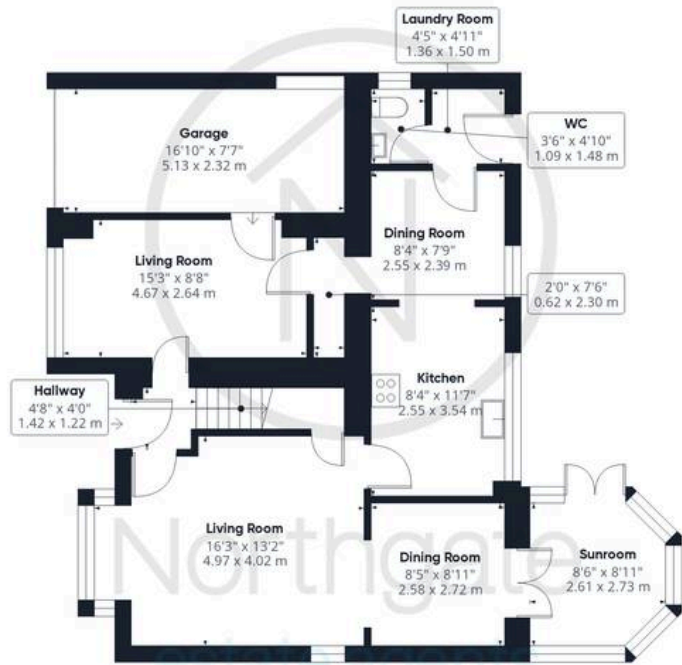 Laundry Room
4'5" x 4'11"
1.36 x 1.50 m
WC
3'6" x 4'10"
1.09 x 1.48 m
Garage
16'10" x 7'7"
5.13 x 2.32 m
Dining Room
8'4" x 7'9"
2.55 x 2.39 m
Living Room
15'3" x 8'8"
4.67 x 2.64 m
2'0" x 7'6"
0.62 x 2.30 m
Kitchen
8'4" x 11'7"
2.55 x 3.54 m
Hallway
4'8" x 4'0"
1.42 x 1.22 m
Living Room
16'3" x 13'2"
4.97 x 4.02 m
Dining Room
8'5" x 8'11"
2.58 x 2.72 m
Sunroom
8'6" x 8'11"
2.61 x 2.73 m
Northgate
estate agents